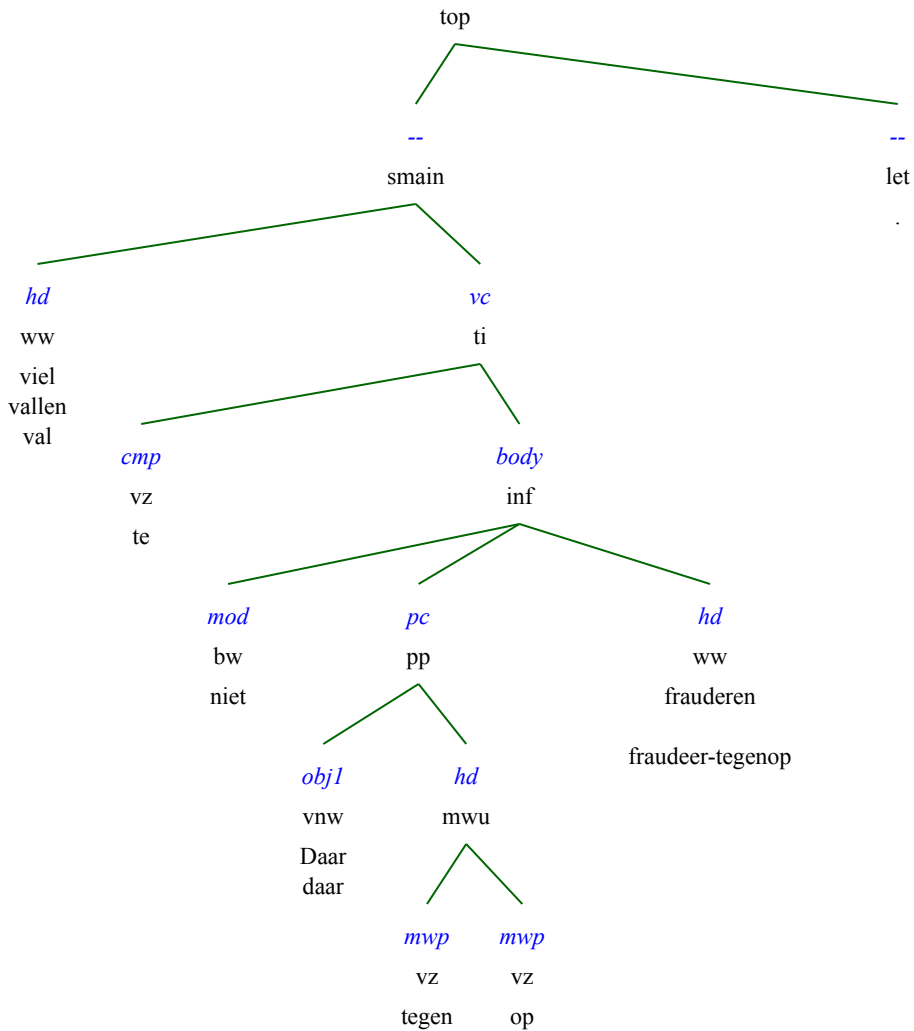 top
-- --
smain let
.
hd vc
ww ti
viel
vallen
val
cmp body
vz inf
te
mod pc hd
bw pp ww
niet frauderen
fraudeer-tegenop
obj1 hd
vnw mwu
Daar
daar
mwp mwp
vz vz
tegen op